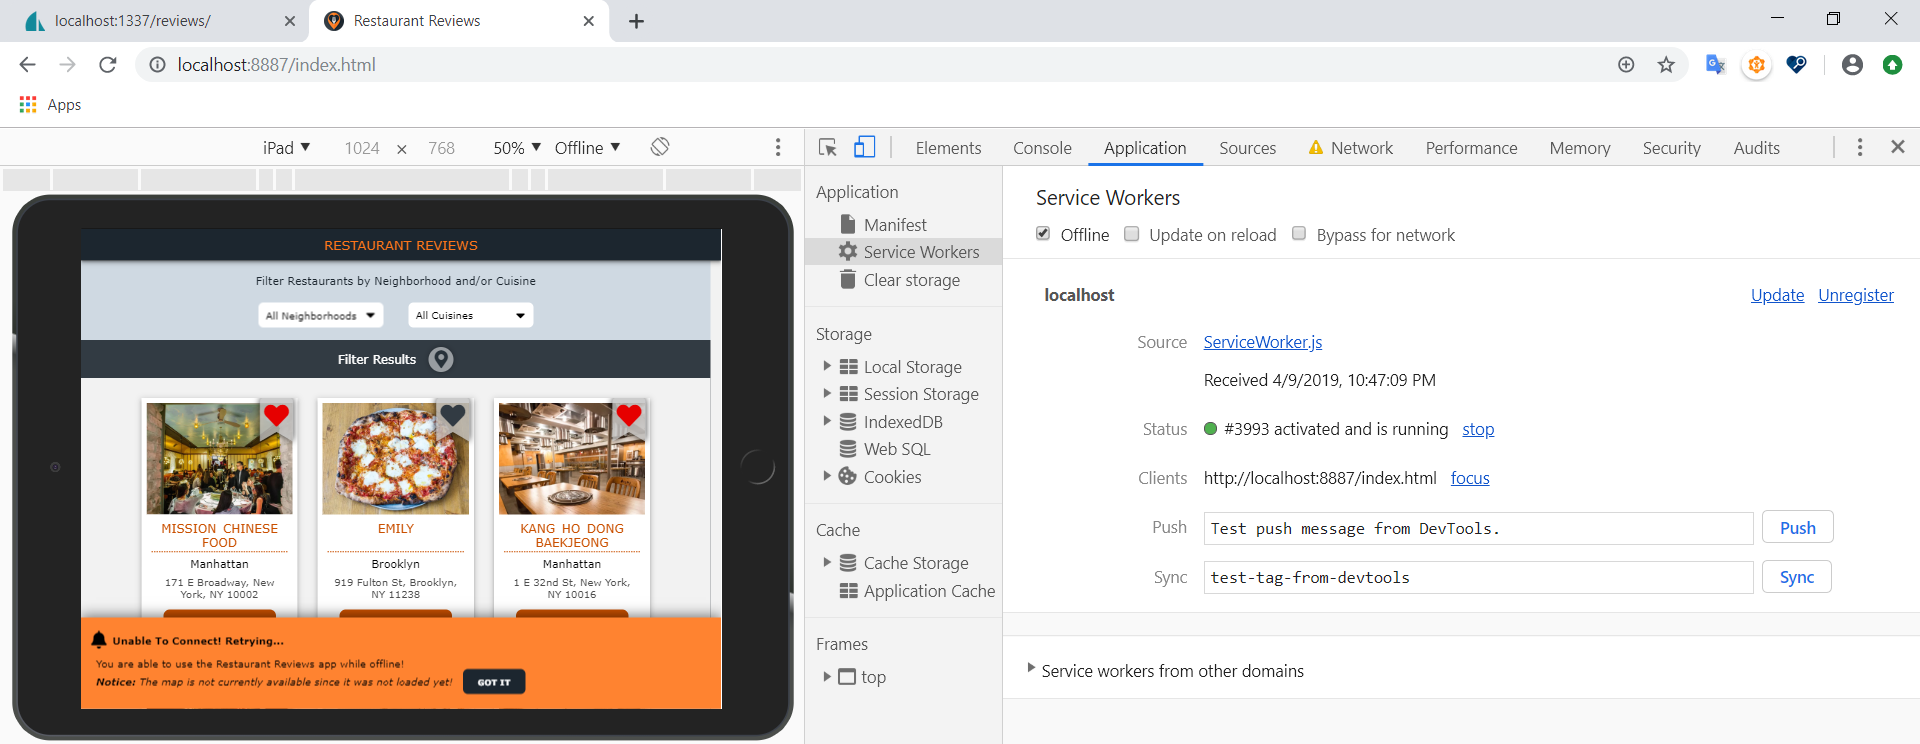 localhost:1337/reviews/
Restaurant Reviews
localhost:8887/index.html
Apps
iPad ▼ 1024 × 768 50% ▼ Offline ▼
Elements Console Application Sources Network Performance Memory Security Audits
RESTAURANT REVIEWS
Filter Restaurants by Neighborhood and/or Cuisine
All Neighborhoods All Cuisines
Filter Results
MISSION CHINESE
FOOD
Manhattan
171 E Broadway, New
York, NY 10002
EMILY
Brooklyn
919 Fulton St, Brooklyn,
NY 11238
KANG HO DONG
BAEKJEONG
Manhattan
1 E 32nd St, New York,
NY 10016
Unable To Connect! Retrying...
You are able to use the Restaurant Reviews app while offline!
Notice: The map is not currently available since it was not loaded yet!
GOT IT
Application
Manifest
Service Workers
Clear storage
Storage
Local Storage
Session Storage
IndexedDB
Web SQL
Cookies
Cache
Cache Storage
Application Cache
Frames
top
Service Workers
Offline Update on reload Bypass for network
localhost Update Unregister
Source ServiceWorker.js
Received 4/9/2019, 10:47:09 PM
Status #3993 activated and is running stop
Clients http://localhost:8887/index.html focus
Push Test push message from DevTools. Push
Sync test-tag-from-devtools Sync
Service workers from other domains